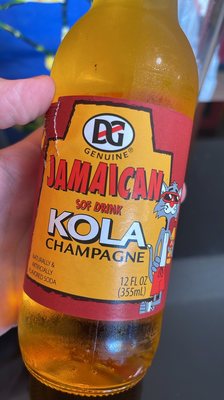 DG
GENUINE®
JAMAICAN
SOF DRINK
KOLA
CHAMPAGNE
NATURALLY &
ARTIFICIALLY
FLAVORED SODA
12 FL OZ
(355mL)